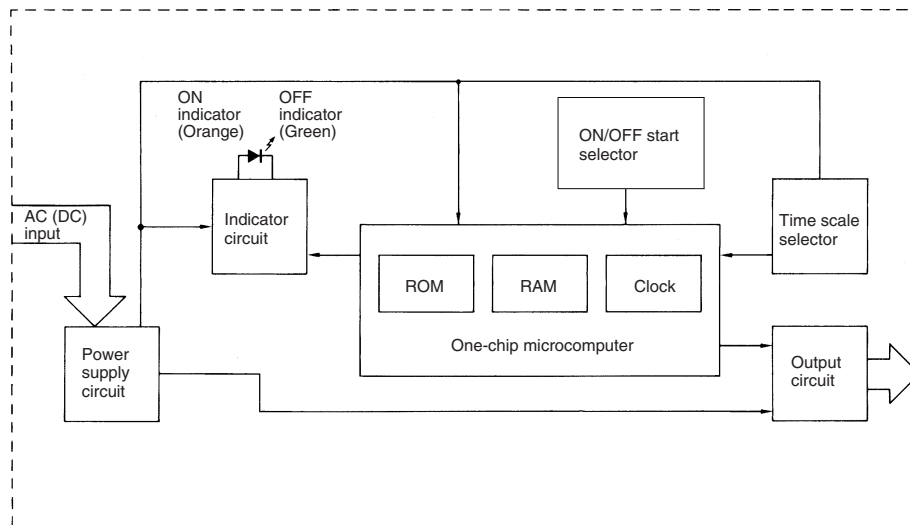 ON
indicator
(Orange)
OFF
indicator
(Green)
ON/OFF start
selector
AC (DC)
input
Indicator
circuit
Time scale
selector
ROM
RAM
Clock
One-chip microcomputer
Power
supply
circuit
Output
circuit